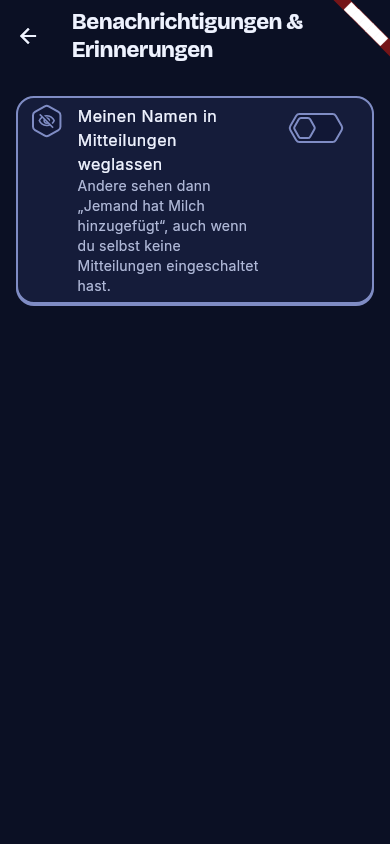 Benachrichtigungen &
Erinnerungen
Meinen Namen in
Mitteilungen
weglassen
Andere sehen dann
„Jemand hat Milch
hinzugefügt“, auch wenn
du selbst keine
Mitteilungen eingeschaltet
hast.